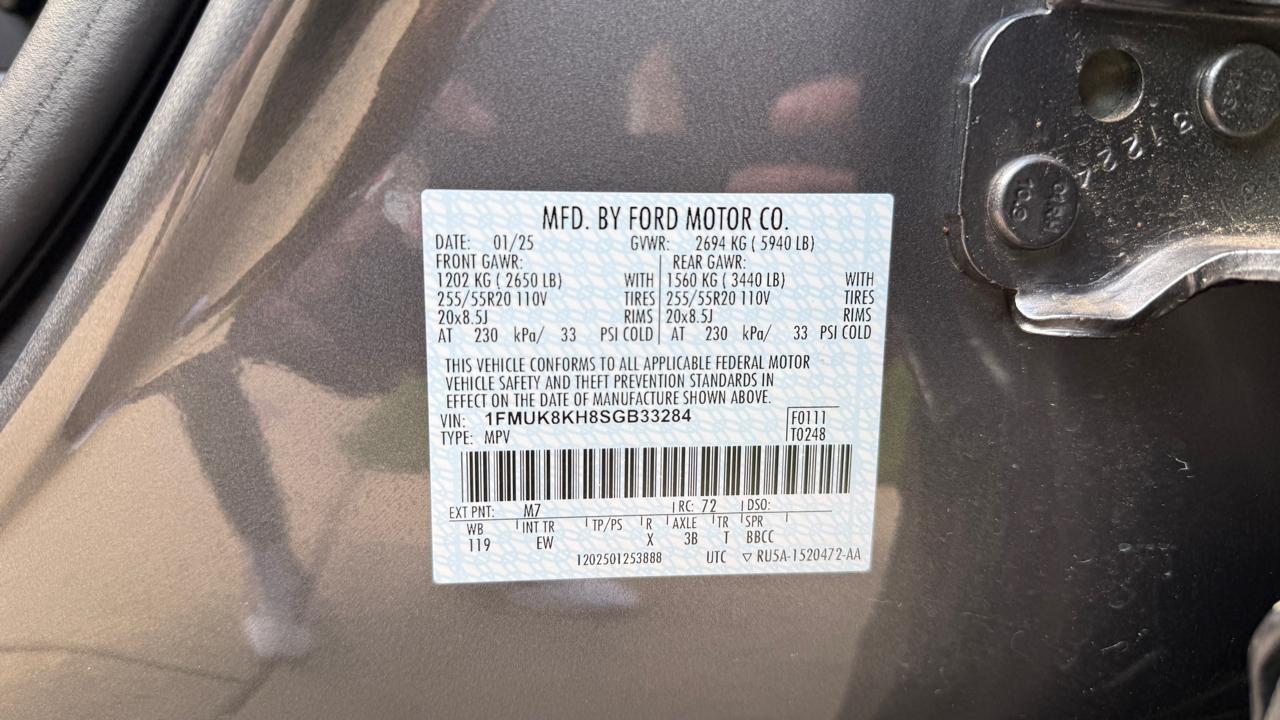 MFD. BY FORD MOTOR CO.
DATE: 01/25 GVWR: 2694 KG ( 5940 LB)
FRONT GAWR: REAR GAWR:
1202 KG ( 2650 LB) WITH 1560 KG ( 3440 LB) WITH
255/55R20 110V TIRES 255/55R20 110V TIRES
20x8.5J RIMS 20x8.5J RIMS
AT 230 kPa/ 33 PSI COLD AT 230 kPa/ 33 PSI COLD
THIS VEHICLE CONFORMS TO ALL APPLICABLE FEDERAL MOTOR
VEHICLE SAFETY AND THEFT PREVENTION STANDARDS IN
EFFECT ON THE DATE OF MANUFACTURE SHOWN ABOVE.
VIN: 1FMUK8KH8SGB33284 F0111
TYPE: MPV T0248
EXT PNT: M7 RC: 72 DSO:
WB INT TR TP/PS R AXLE TR SPR
119 EW X 3B T BBCC
1202501253888 UTC ▽ RU5A-1520472-AA
10.9